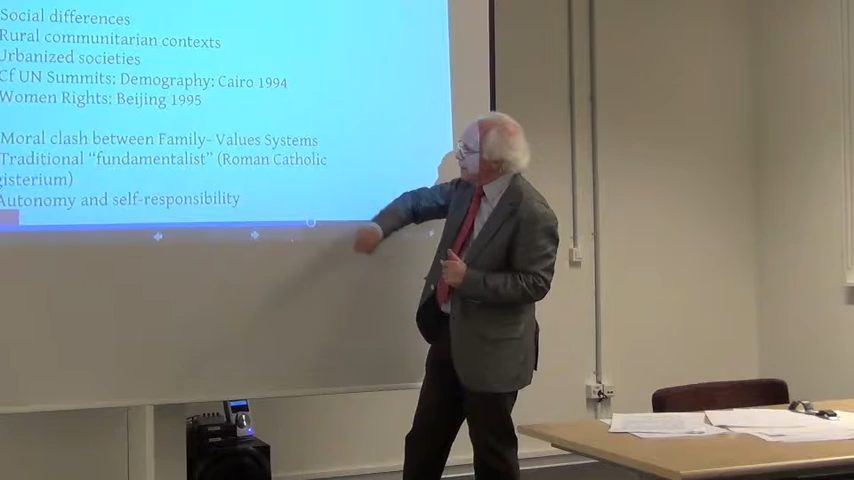 Social differences
Rural communitarian contexts
Urbanized societies
Cf UN Summits: Demography: Cairo 1994
Women Rights: Beijing 1995
Moral clash between Family- Values Systems
Traditional “fundamentalist” (Roman Catholic
gisterium)
Autonomy and self-responsibility